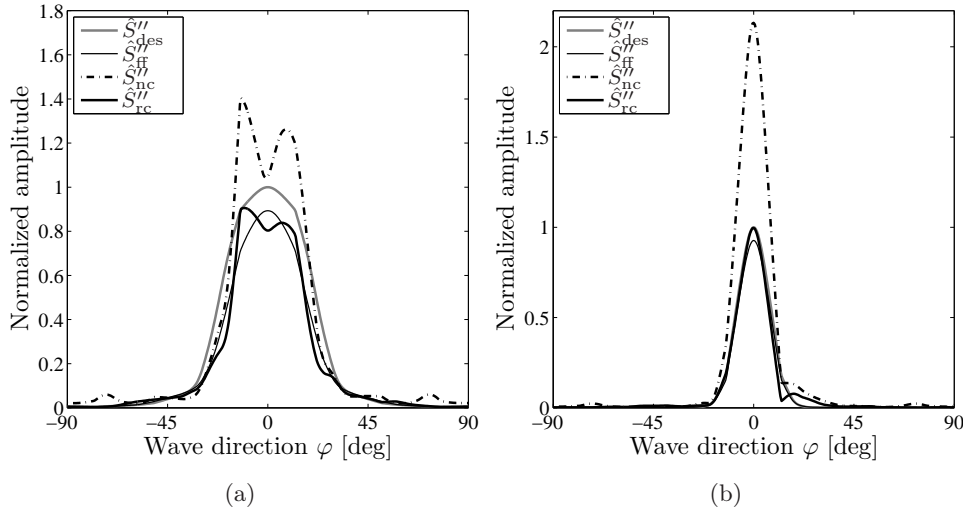 1.8
1.6
1.4
1.2
1
0.8
0.6
0.4
0.2
0
−90
−45
0
45
90
Normalized amplitude
Wave direction φ [deg]
Ŝ″des
Ŝ″ff
Ŝ″nc
Ŝ″rc
(a)
2
1.5
1
0.5
0
−90
−45
0
45
90
Normalized amplitude
Wave direction φ [deg]
Ŝ″des
Ŝ″ff
Ŝ″nc
Ŝ″rc
(b)